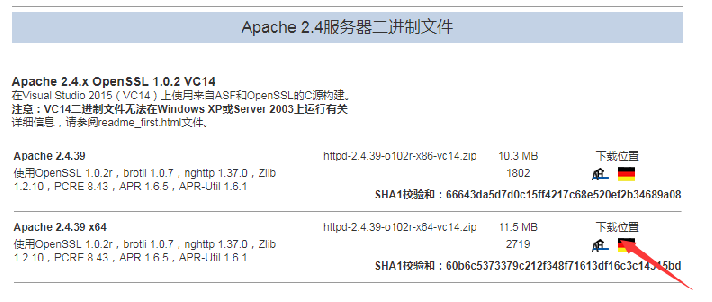 Apache 2.4服务器二进制文件
Apache 2.4.x OpenSSL 1.0.2 VC14
在Visual Studio 2015（VC14）上使用来自ASF和OpenSSL的C源构建。
注意：VC14二进制文件无法在Windows XP或Server 2003上运行有关
详细信息，请参阅readme_first.html文件。
Apache 2.4.39 httpd-2.4.39-o102r-x86-vc14.zip 10.3 MB 下载位置
使用OpenSSL 1.0.2r，brotli 1.0.7，nghttp 1.37.0，Zlib 1802
1.2.10，PCRE 8.43，APR 1.6.5，APR-Util 1.6.1
SHA1校验和：66643da5d7d0c15ff4217c68e520ef2b34689a08
Apache 2.4.39 x64 httpd-2.4.39-o102r-x64-vc14.zip 11.5 MB 下载位置
使用OpenSSL 1.0.2r，brotli 1.0.7，nghttp 1.37.0，Zlib 2719
1.2.10，PCRE 8.43，APR 1.6.5，APR-Util 1.6.1
SHA1校验和：60b6c5373379c212f348f71613df16c3c14315bd